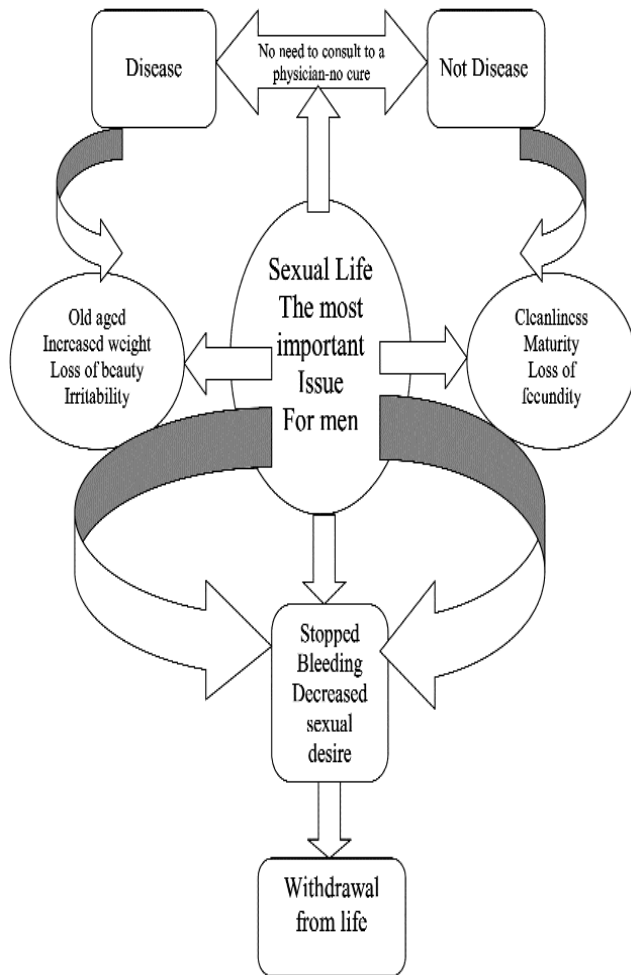 Disease
No need to consult to a
physician-no cure
Not Disease
Sexual Life
The most
important
Issue
For men
Old aged
Increased weight
Loss of beauty
Irritability
Cleanliness
Maturity
Loss of
fecundity
Stopped
Bleeding
Decreased
sexual
desire
Withdrawal
from life